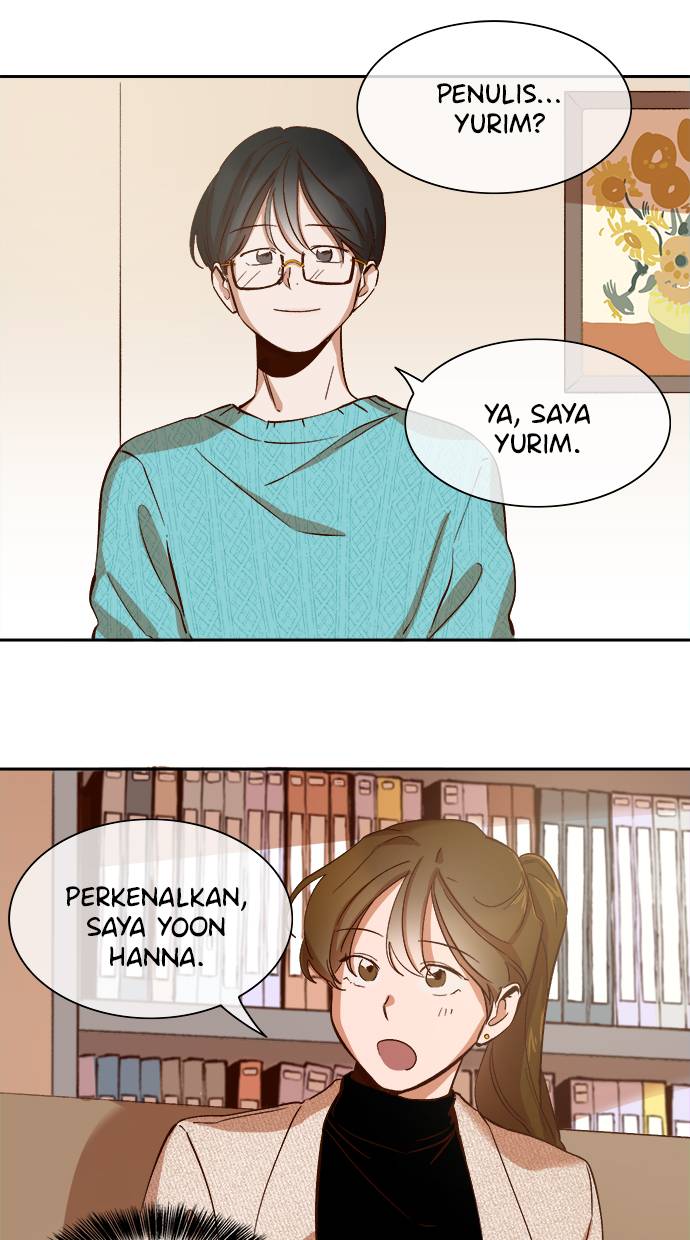 PENULIS...
YURIM?
YA, SAYA
YURIM.
PERKENALKAN,
SAYA YOON
HANNA.